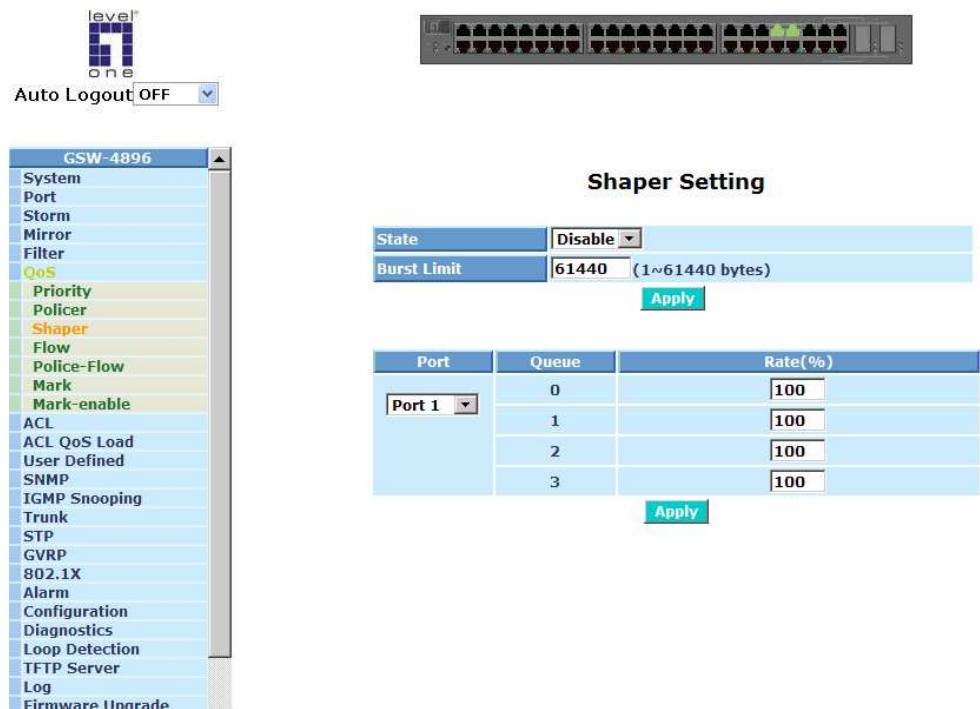 level
one
Auto Logout OFF
GSW-4896
System
Port
Storm
Mirror
Filter
QoS
Priority
Policer
Shaper
Flow
Police-Flow
Mark
Mark-enable
ACL
ACL QoS Load
User Defined
SNMP
IGMP Snooping
Trunk
STP
GVRP
802.1X
Alarm
Configuration
Diagnostics
Loop Detection
TFTP Server
Log
Firmware Upgrade
Shaper Setting
State Disable
Burst Limit 61440 (1~61440 bytes)
Apply
Port Queue Rate(%)
Port 1
0 100
1 100
2 100
3 100
Apply